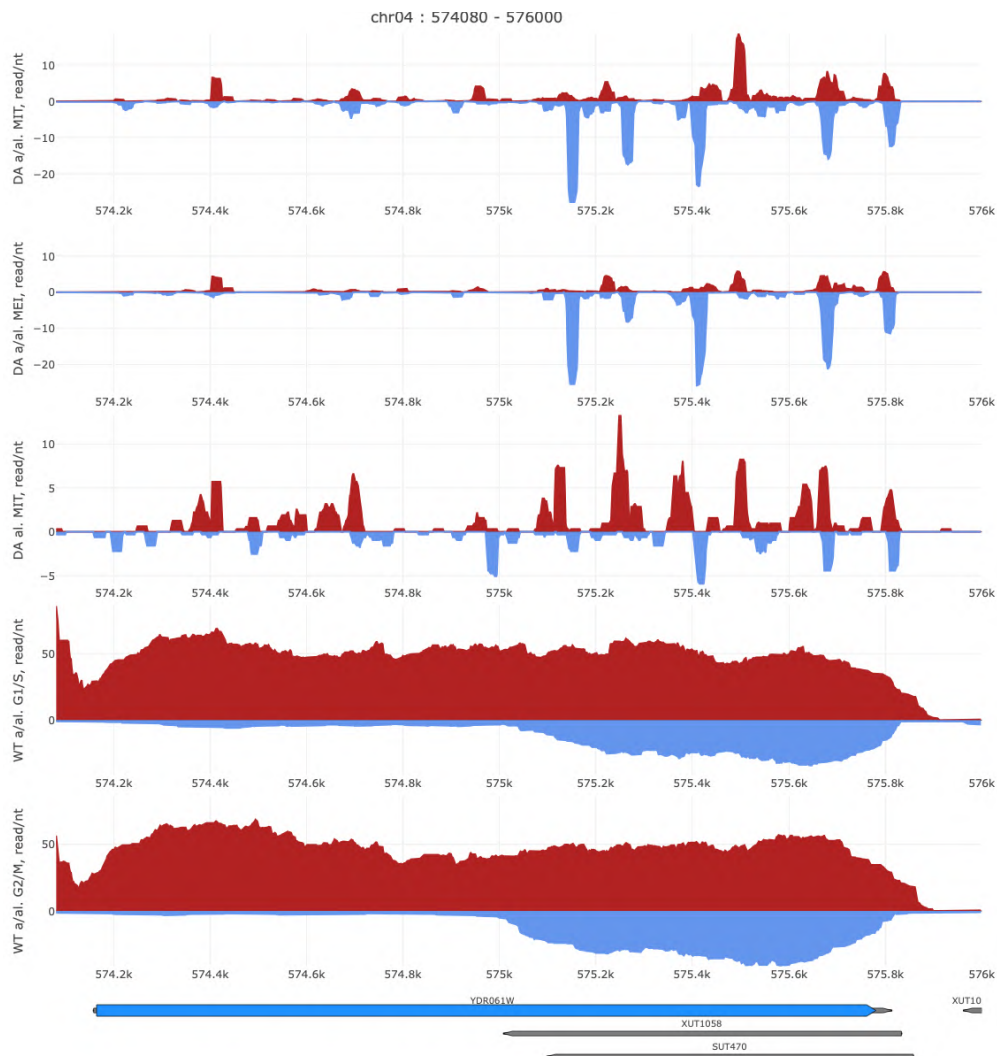 chr04 : 574080 - 576000
DA a/al. MIT, read/nt
10
0
−10
−20
574.2k 574.4k 574.6k 574.8k 575k 575.2k 575.4k 575.6k 575.8k 576k
DA a/al. MEI, read/nt
10
0
−10
−20
574.2k 574.4k 574.6k 574.8k 575k 575.2k 575.4k 575.6k 575.8k 576k
DA al. MIT, read/nt
10
5
0
−5
574.2k 574.4k 574.6k 574.8k 575k 575.2k 575.4k 575.6k 575.8k 576k
WT a/al. G1/S, read/nt
50
0
574.2k 574.4k 574.6k 574.8k 575k 575.2k 575.4k 575.6k 575.8k 576k
WT a/al. G2/M, read/nt
50
0
574.2k 574.4k 574.6k 574.8k 575k 575.2k 575.4k 575.6k 575.8k 576k
YDR061W XUT10
XUT1058
SUT470